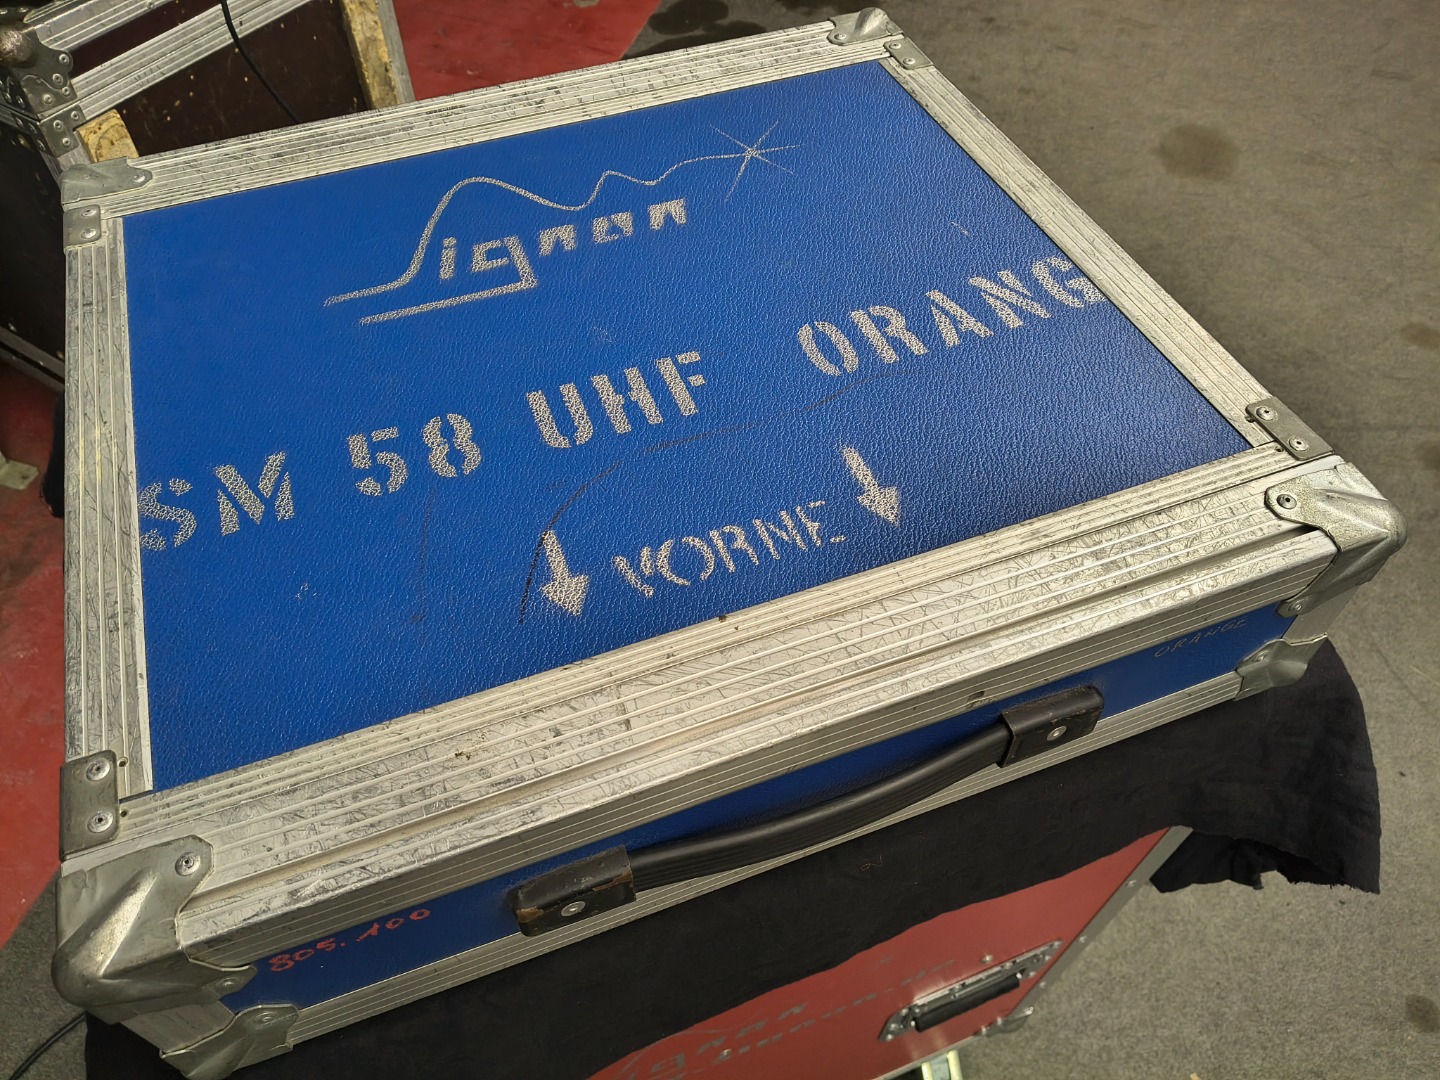 Signon
SM 58 UHF ORANG
VORNE
ORANGE
805.100